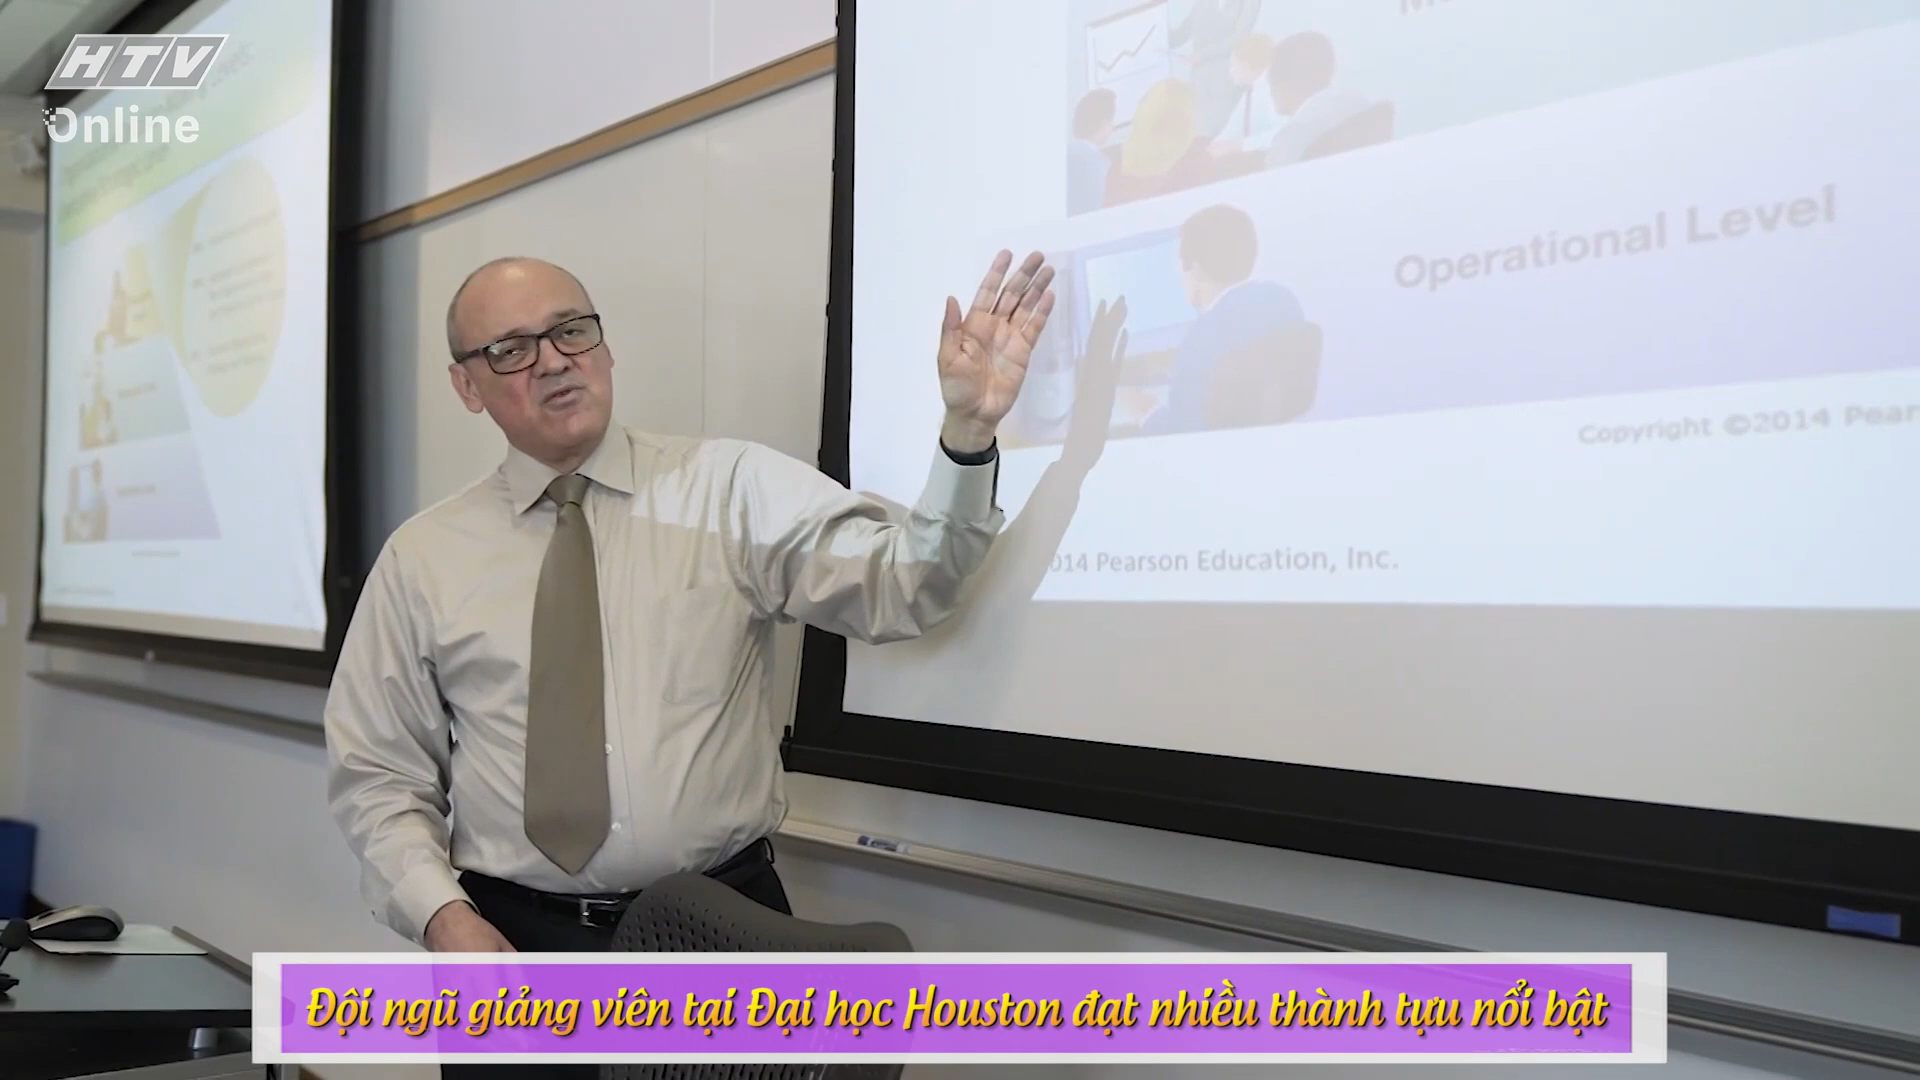 HTV
Online
Operational Level
Copyright ©2014 Pear
014 Pearson Education, Inc.
Đội ngũ giảng viên tại Đại học Houston đạt nhiều thành tựu nổi bật